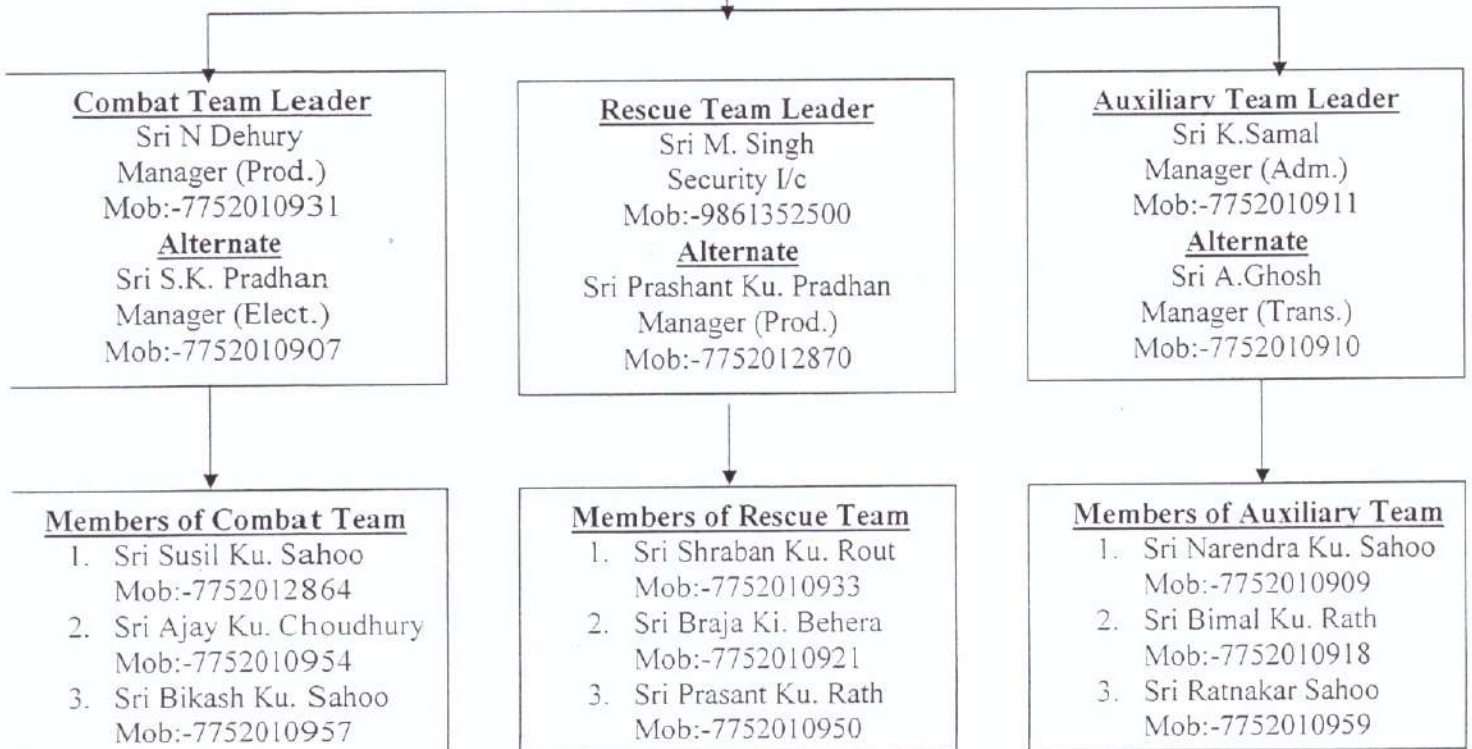 Combat Team Leader
Sri N Dehury
Manager (Prod.)
Mob:-7752010931
Alternate
Sri S.K. Pradhan
Manager (Elect.)
Mob:-7752010907
Rescue Team Leader
Sri M. Singh
Security I/c
Mob:-9861352500
Alternate
Sri Prashant Ku. Pradhan
Manager (Prod.)
Mob:-7752012870
Auxiliary Team Leader
Sri K.Samal
Manager (Adm.)
Mob:-7752010911
Alternate
Sri A.Ghosh
Manager (Trans.)
Mob:-7752010910
Members of Combat Team
1. Sri Susil Ku. Sahoo
Mob:-7752012864
2. Sri Ajay Ku. Choudhury
Mob:-7752010954
3. Sri Bikash Ku. Sahoo
Mob:-7752010957
Members of Rescue Team
1. Sri Shraban Ku. Rout
Mob:-7752010933
2. Sri Braja Ki. Behera
Mob:-7752010921
3. Sri Prasant Ku. Rath
Mob:-7752010950
Members of Auxiliary Team
1. Sri Narendra Ku. Sahoo
Mob:-7752010909
2. Sri Bimal Ku. Rath
Mob:-7752010918
3. Sri Ratnakar Sahoo
Mob:-7752010959